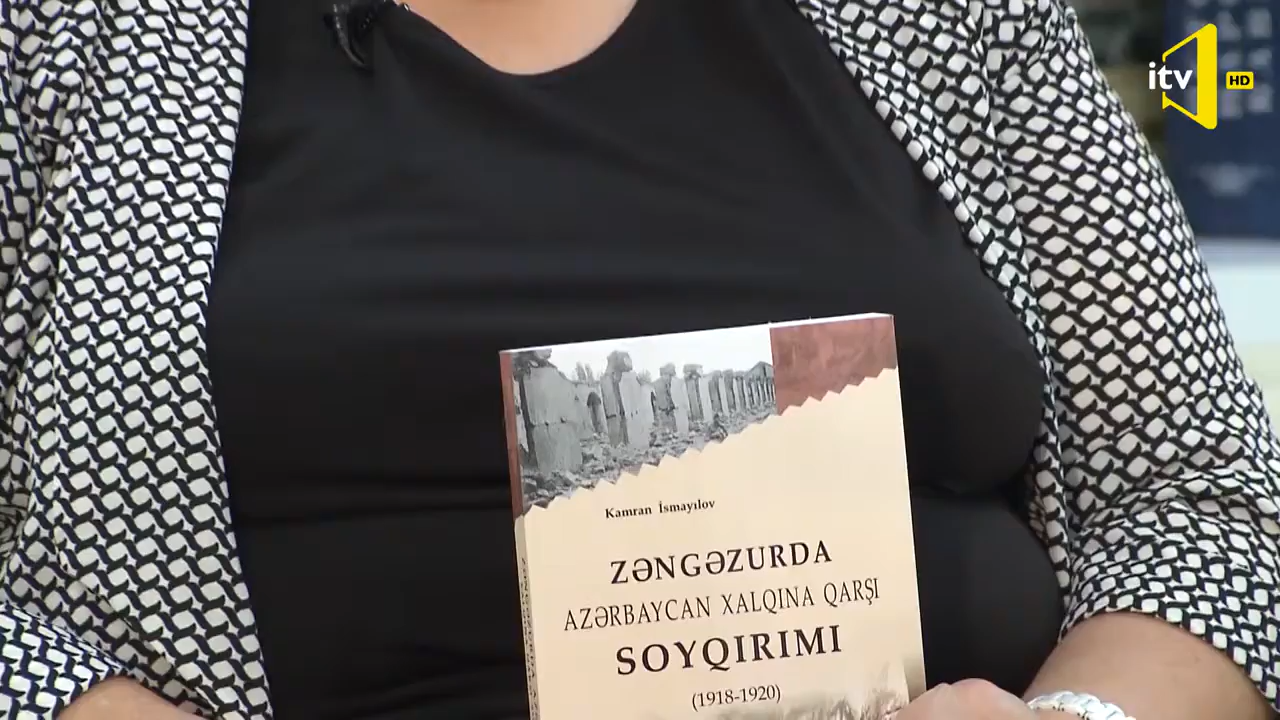 itv
HD
Kamran İsmayılov
ZƏNGƏZURDA
AZƏRBAYCAN XALQINA QARŞI
SOYQIRIMI
(1918-1920)